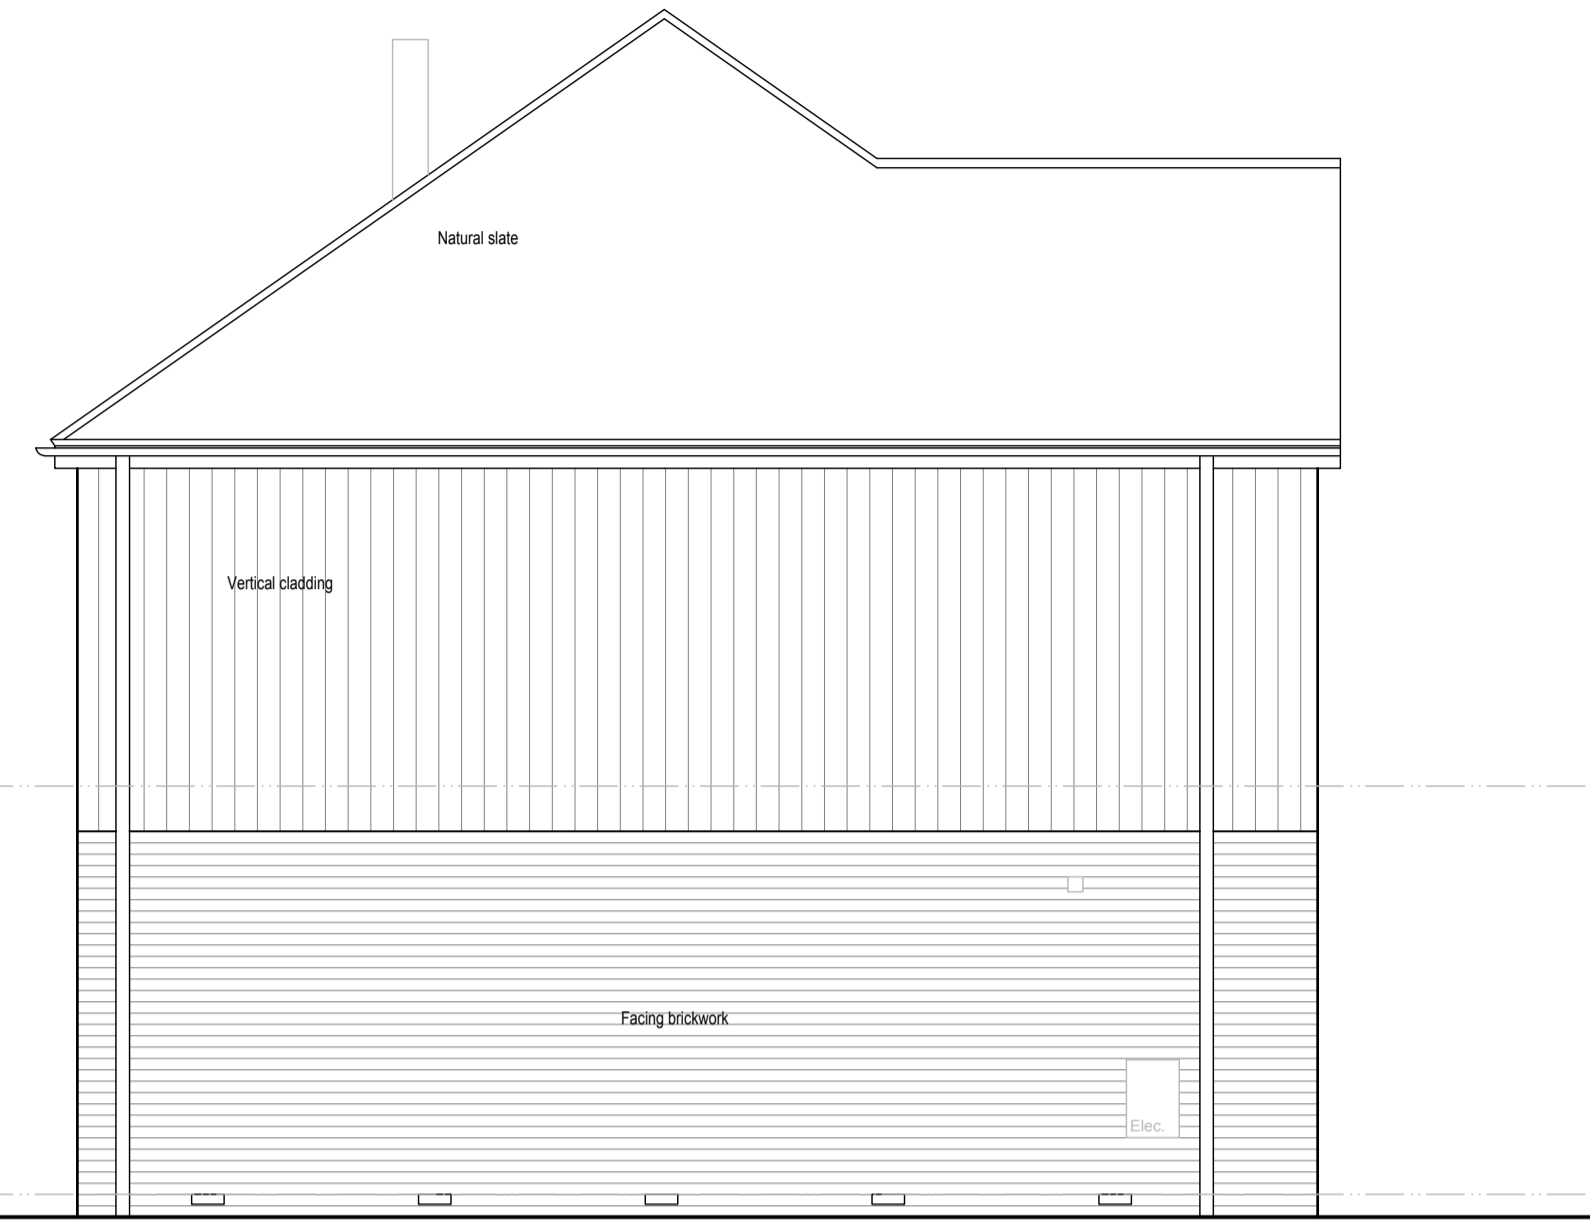 Natural slate
Vertical cladding
Facing brickwork
Elec.